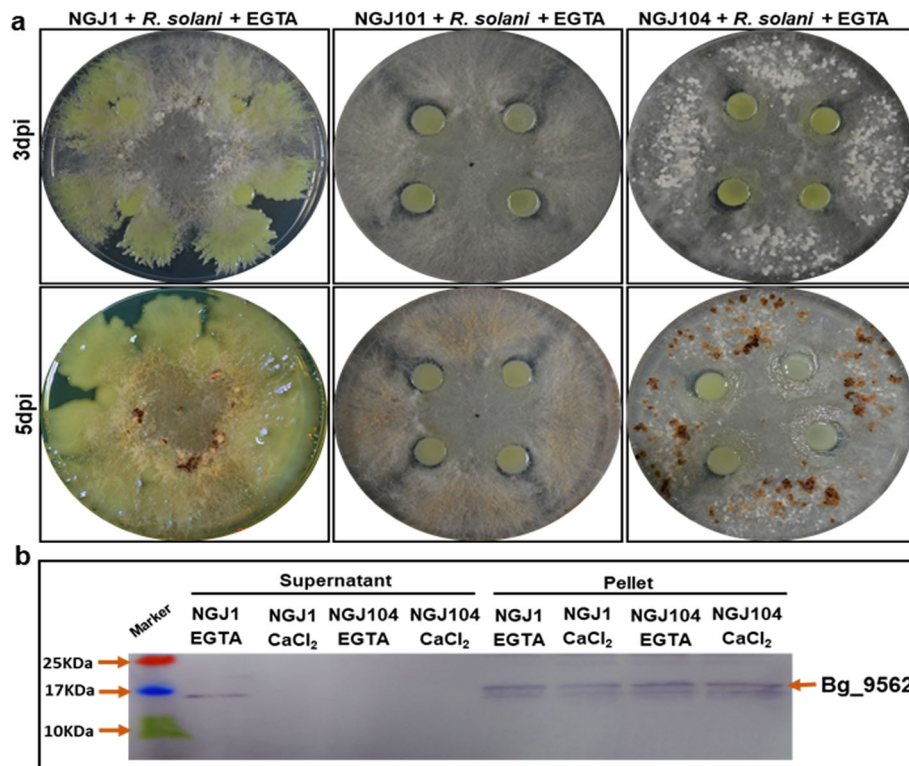 a
NGJ1 + R. solani + EGTA
NGJ101 + R. solani + EGTA
NGJ104 + R. solani + EGTA
3dpi
5dpi
b
Supernatant
Pellet
Marker
NGJ1 EGTA
NGJ1 CaCl₂
NGJ104 EGTA
NGJ104 CaCl₂
NGJ1 EGTA
NGJ1 CaCl₂
NGJ104 EGTA
NGJ104 CaCl₂
25KDa
17KDa
10KDa
Bg_9562